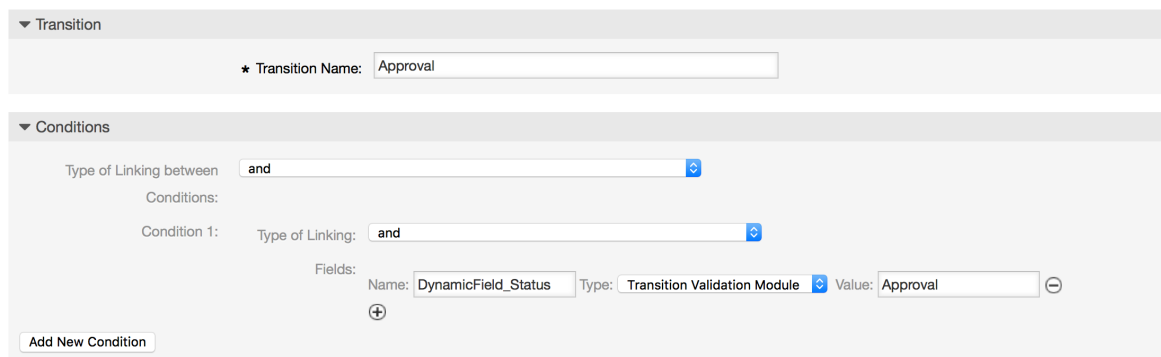 Transition
* Transition Name: Approval
Conditions
Type of Linking between Conditions: and
Condition 1: Type of Linking: and
Fields:
Name: DynamicField_Status Type: Transition Validation Module Value: Approval
Add New Condition